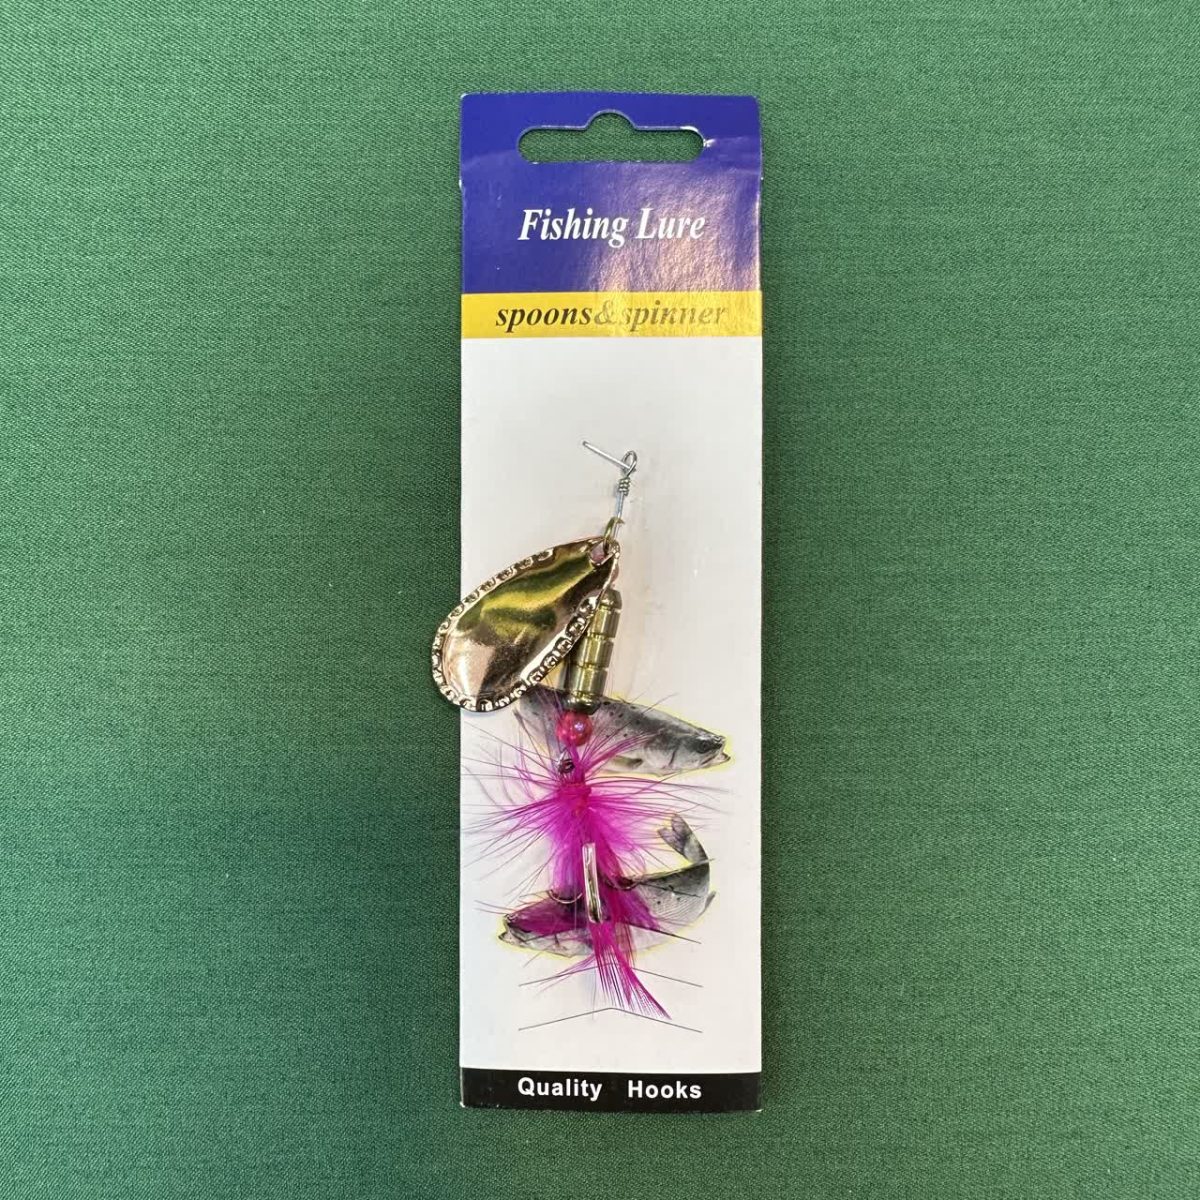 Fishing Lure
spoons&spinner
Quality Hooks